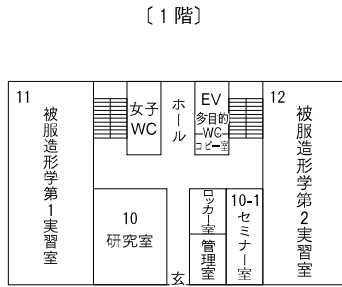 〔1階〕
11
被服造形学第1実習室
女子
WC
ホール
EV
多目的
WC
コピー室
12
被服造形学第2実習室
10
研究室
ロッカー室
管理室
10-1
セミナー室
玄